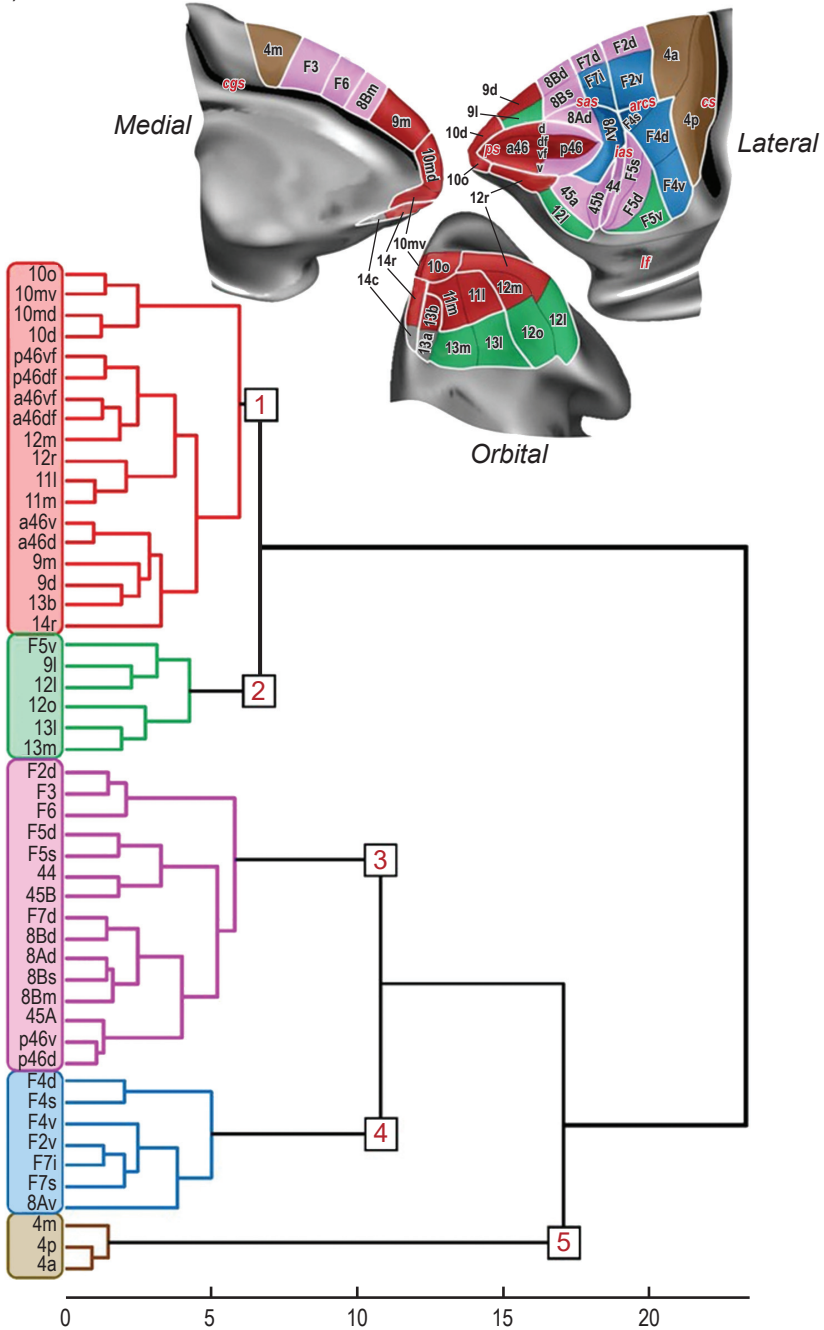 4m
F3
F6
8Bm
9m
10md
cgs
Medial
10mv
14r
14c
9d
9l
10d
ps
a46
10o
d
df
vf
v
p46
8Bd
F7d
F2d
8Bs
F7i
F2v
sas
8Ad
8Av
arcs
F4s
4a
cs
4p
F4d
ias
F5s
44
45a
45b
F5d
F4v
F5v
12l
12r
lf
Lateral
10o
11m
11l
12m
13b
13a
13m
13l
12o
12l
Orbital
10o
10mv
10md
10d
p46vf
p46df
a46vf
a46df
12m
12r
11l
11m
a46v
a46d
9m
9d
13b
14r
F5v
9l
12l
12o
13l
13m
F2d
F3
F6
F5d
F5s
44
45B
F7d
8Bd
8Ad
8Bs
8Bm
45A
p46v
p46d
F4d
F4s
F4v
F2v
F7i
F7s
8Av
4m
4p
4a
1
2
3
4
5
0 5 10 15 20